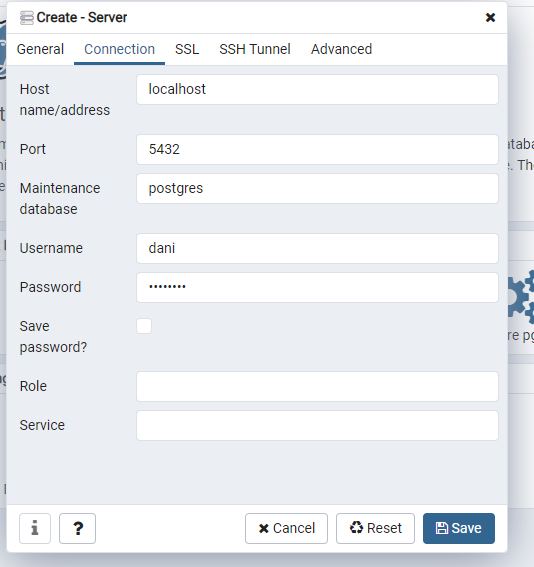 Create - Server
General Connection SSL SSH Tunnel Advanced
Host
name/address
localhost
Port
5432
Maintenance
database
postgres
Username
dani
Password
••••••••
Save
password?
Role
Service
i
?
Cancel
Reset
Save